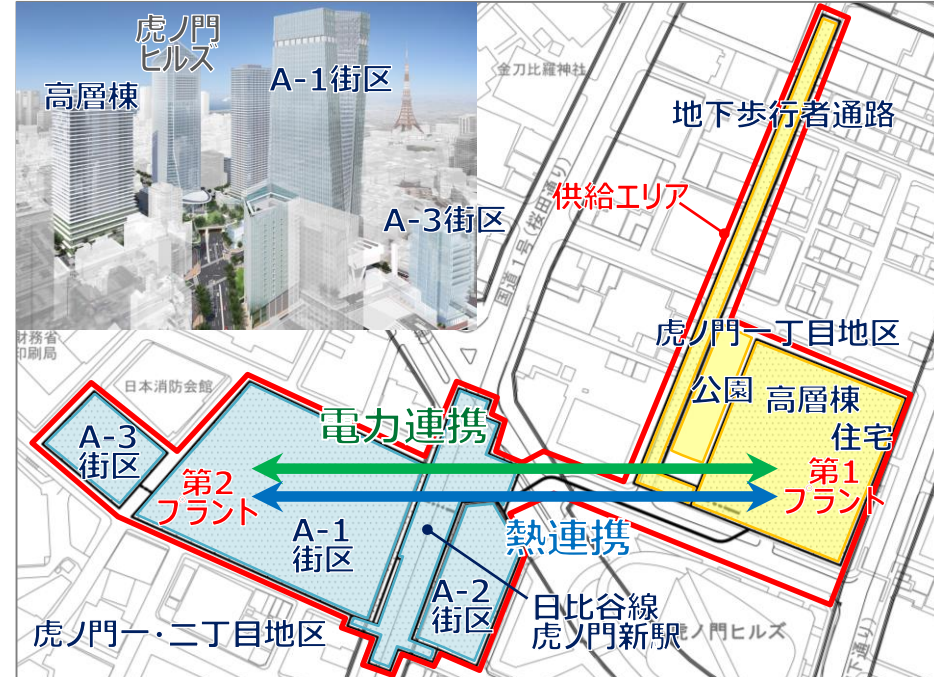 虎ノ門
ヒルズ
高層棟
A-1街区
A-3街区
金刀比羅神社
地下歩行者通路
供給エリア
国道1号(桜田通り)
虎ノ門一丁目地区
公園
高層棟
住宅
第1
プラント
財務省
印刷局
日本消防会館
A-3
街区
電力連携
第2
プラント
熱連携
A-1
街区
A-2
街区
日比谷線
虎ノ門新駅
虎ノ門一・二丁目地区
虎ノ門ヒルズ
下通り)